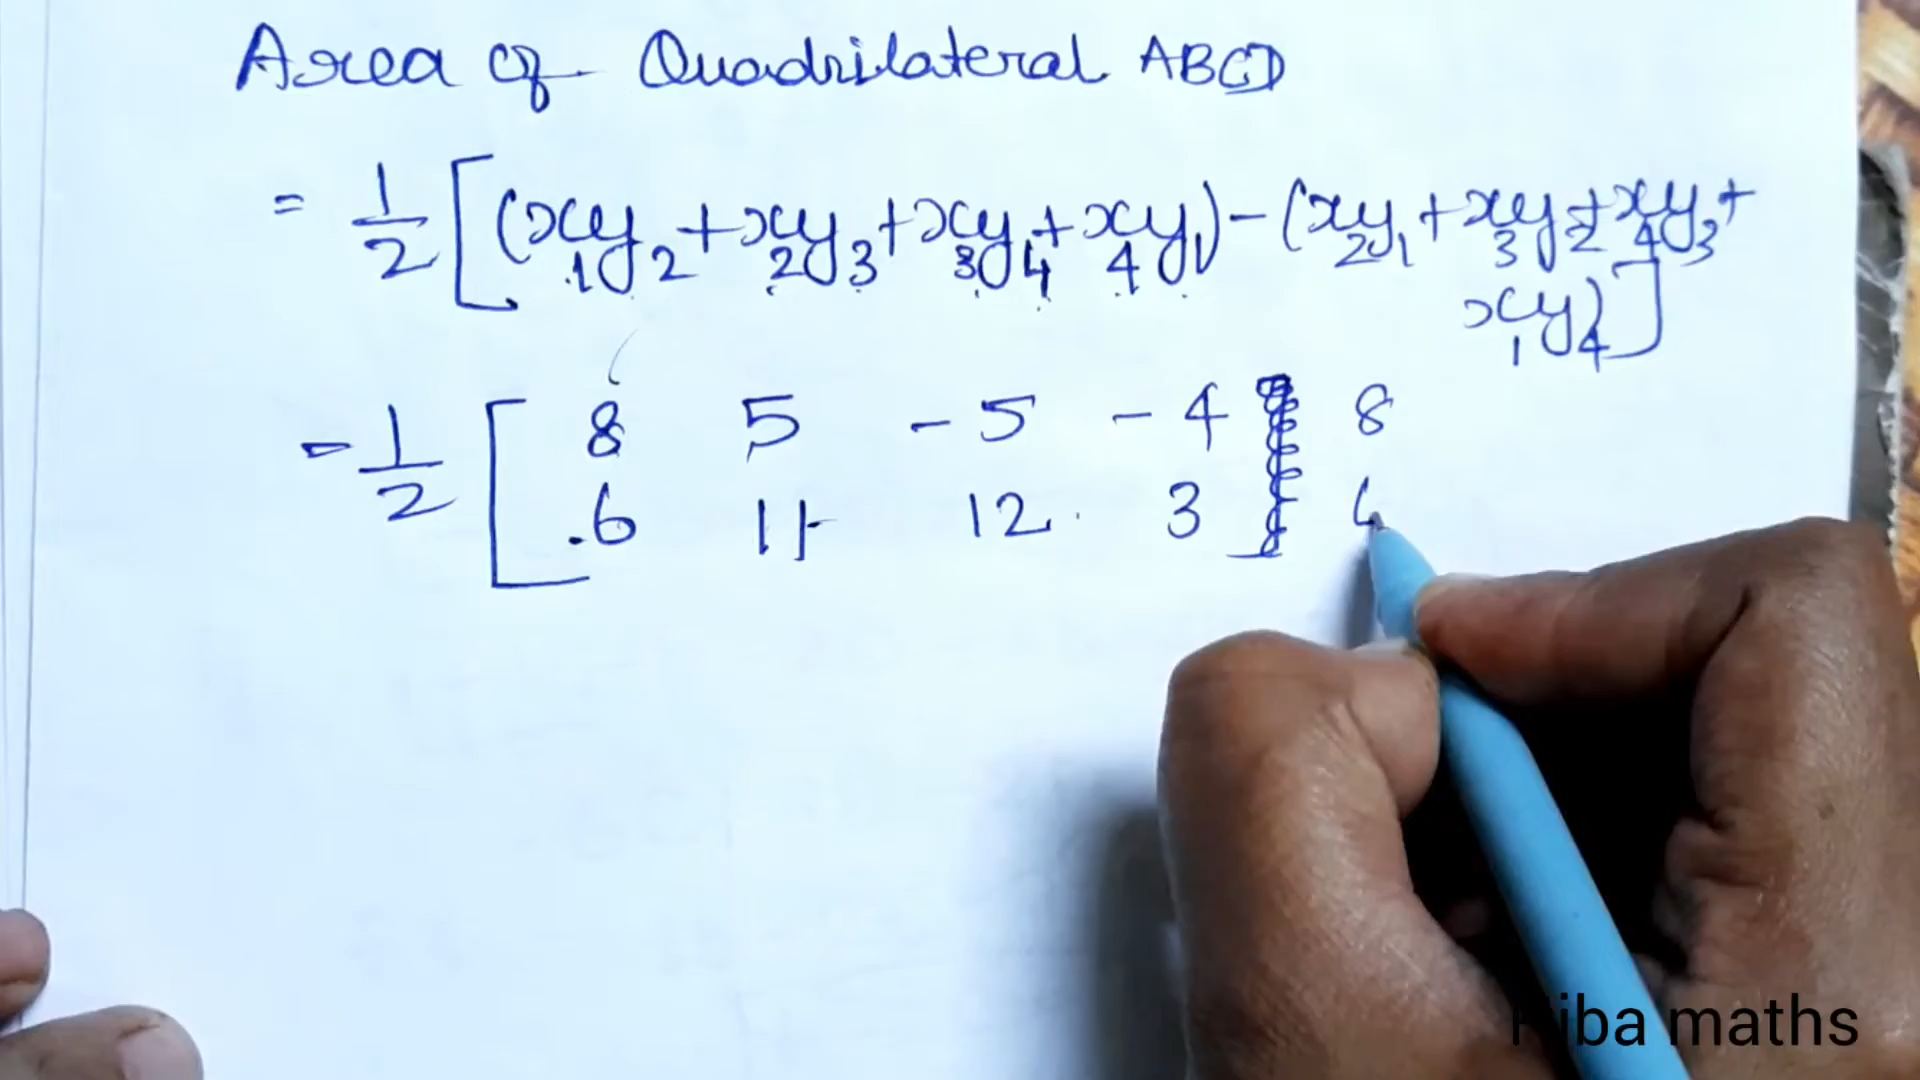 Area of Quadrilateral ABCD
= 1/2 [(x₁y₂+x₂y₃+x₃y₄+x₄y₁)-(x₂y₁+x₃y₂+x₄y₃+
x₁y₄)]
= 1/2 [ 8 5 -5 -4 8
6 11 12 3 6
maths